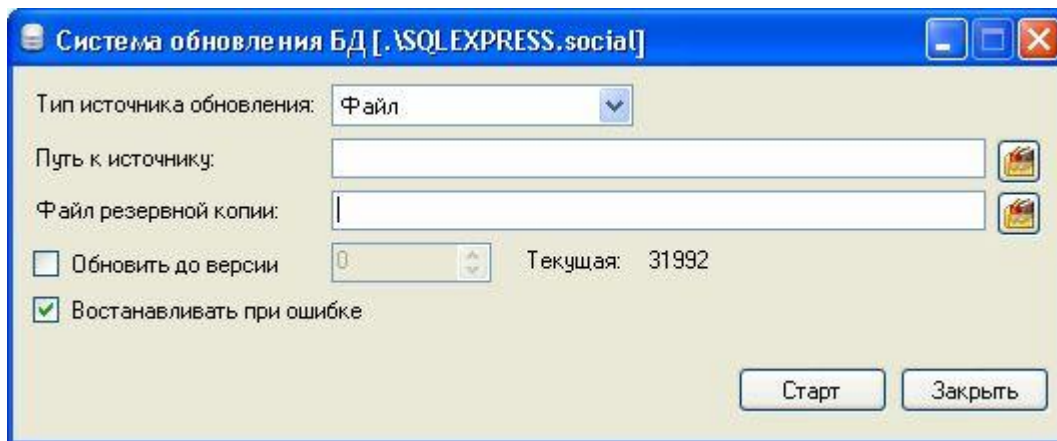 Система обновления БД [.\SQLEXPRESS.social]
Тип источника обновления: Файл
Путь к источнику:
Файл резервной копии:
Обновить до версии 0 Текущая: 31992
Востанавливать при ошибке
Старт Закрыть